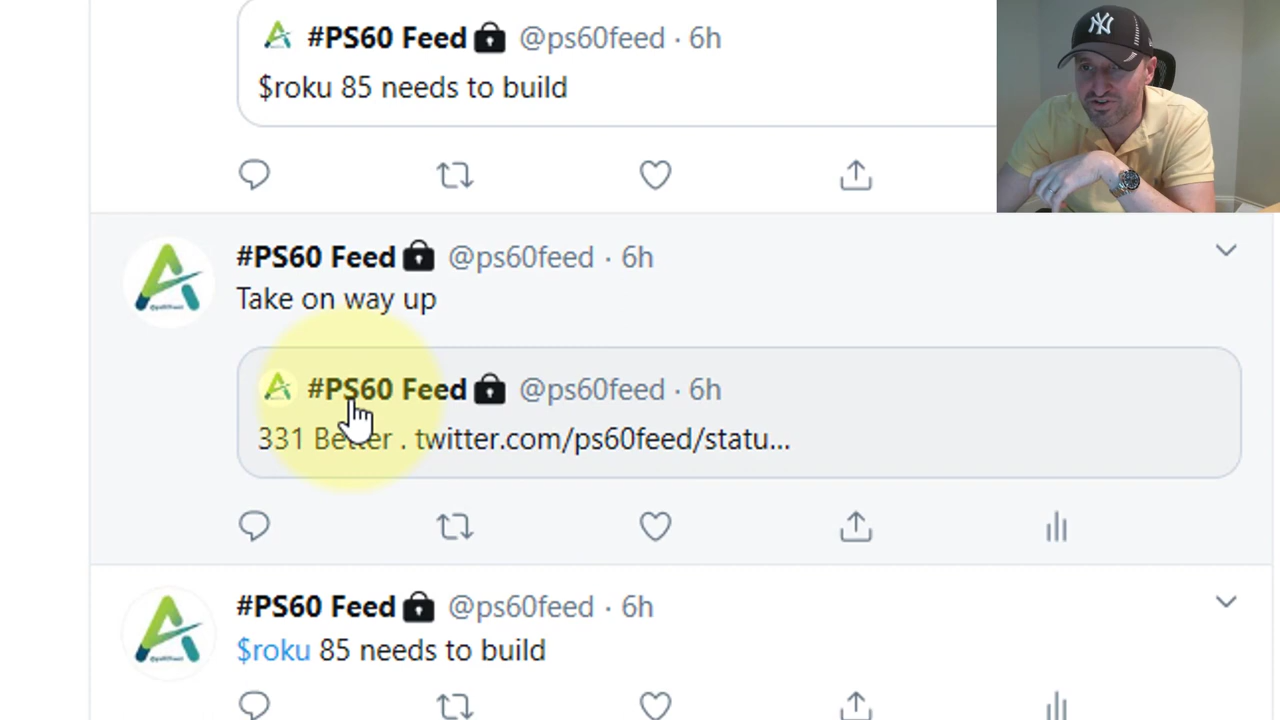 #PS60 Feed @ps60feed · 6h
$roku 85 needs to build
#PS60 Feed @ps60feed · 6h
Take on way up
#PS60 Feed @ps60feed · 6h
331 Better . twitter.com/ps60feed/statu...
#PS60 Feed @ps60feed · 6h
$roku 85 needs to build